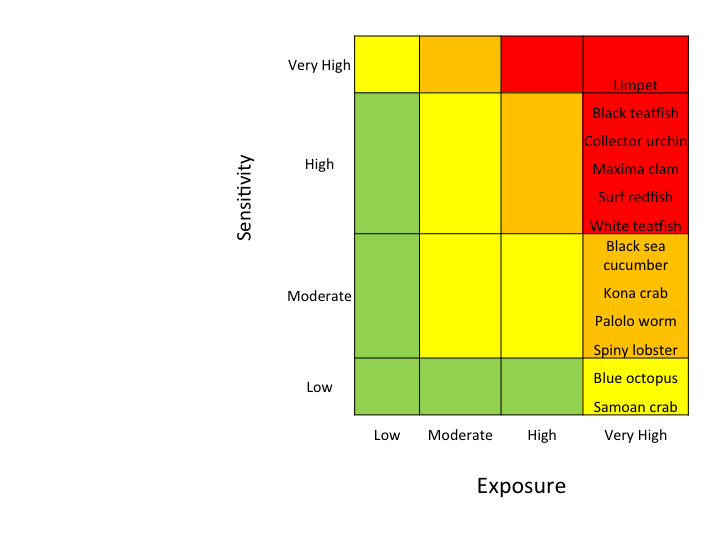 Very High
Limpet
Black teatfish
Collector urchin
High
Maxima clam
Surf redfish
White teatfish
Sensitivity
Black sea
cucumber
Moderate
Kona crab
Palolo worm
Spiny lobster
Low
Blue octopus
Samoan crab
Low Moderate High Very High
Exposure